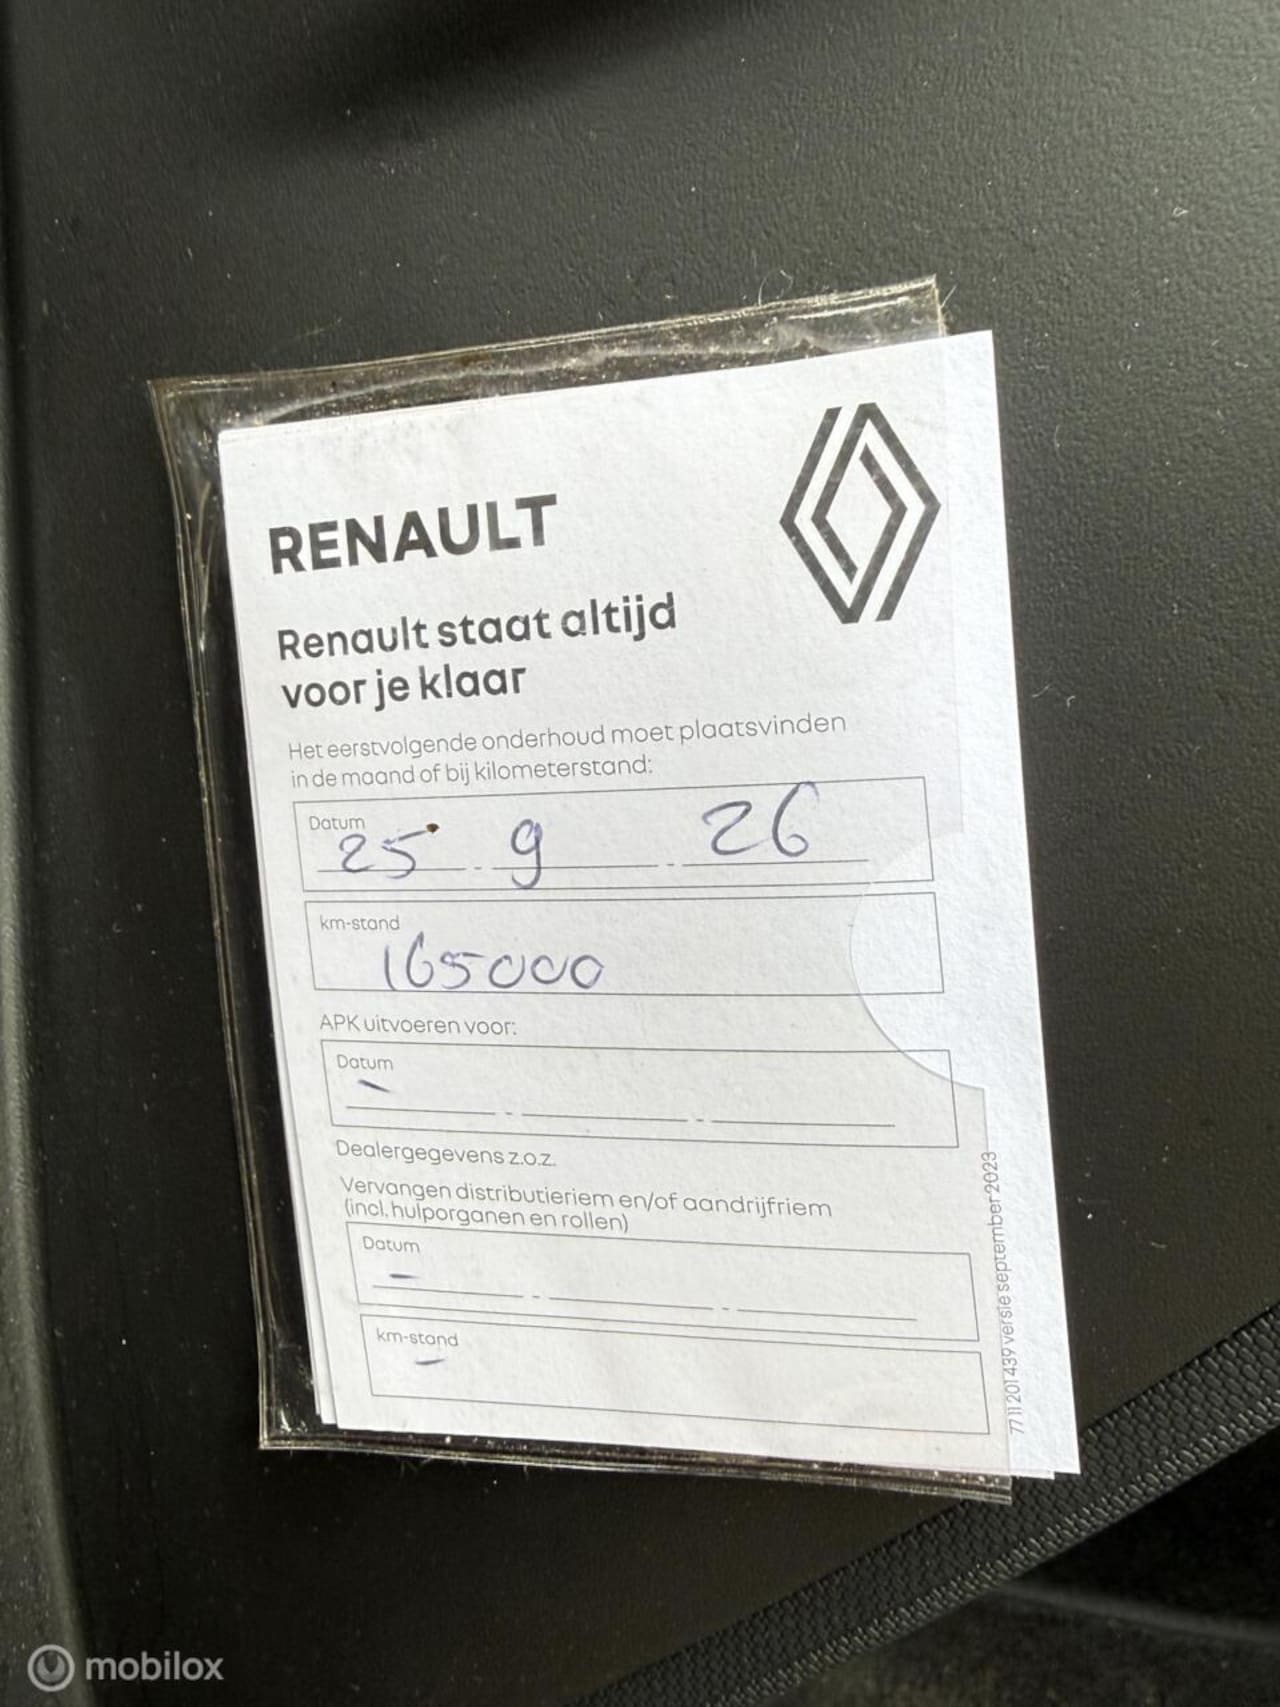 RENAULT
Renault staat altijd
voor je klaar
Het eerstvolgende onderhoud moet plaatsvinden
in de maand of bij kilometerstand:
Datum
25 - 9 - 26
km-stand
165000
APK uitvoeren voor:
Datum
-
Dealergegevens z.o.z.
Vervangen distributieriem en/of aandrijfriem
(incl. hulporganen en rollen)
Datum
-
km-stand
-
77 11 201 439 versie september 2023
mobilox